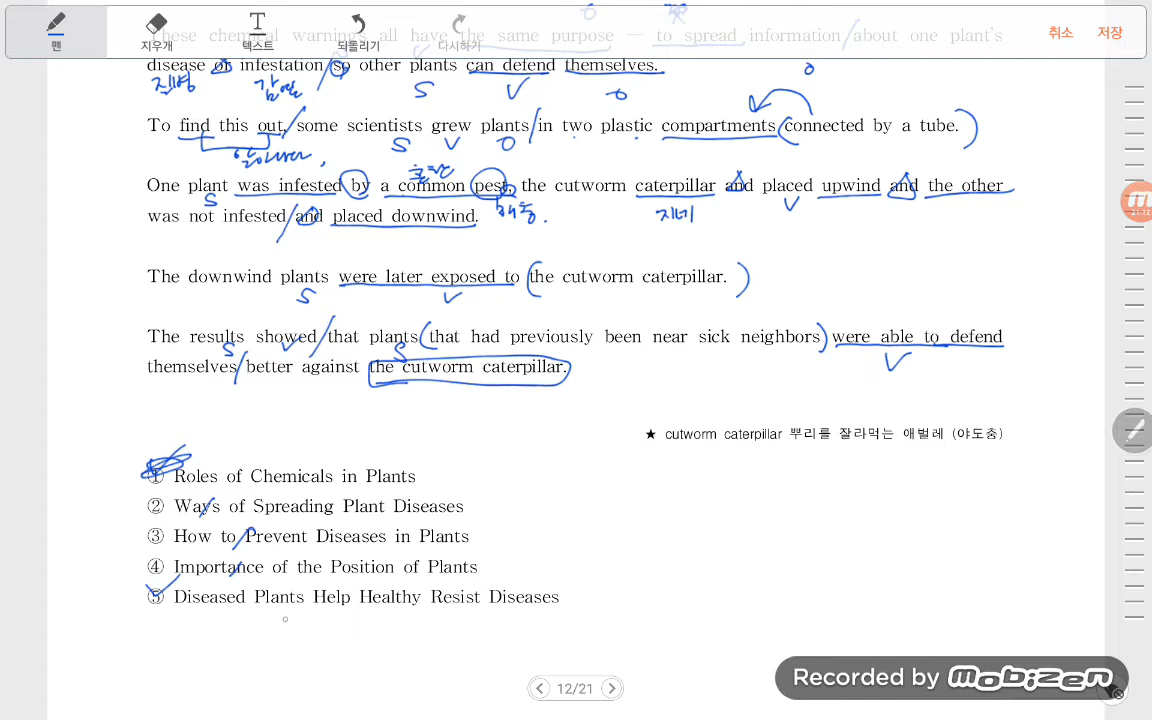 펜
지우개
텍스트
되돌리기
다시하기
취소
저장
These chemical warnings all have the same purpose — to spread information about one plant's
disease or infestation so other plants can defend themselves.
질병
감염
S
V
O
To find this out, some scientists grew plants in two plastic compartments (connected by a tube.)
알아내다,
S
V
O
One plant was infested by a common pest, the cutworm caterpillar and placed upwind and the other
S
해충
지네
V
was not infested and placed downwind.
The downwind plants were later exposed to (the cutworm caterpillar.)
S
V
The results showed that plants (that had previously been near sick neighbors) were able to defend
S
S
V
themselves better against the cutworm caterpillar.
★ cutworm caterpillar 뿌리를 잘라먹는 애벌레 (야도충)
① Roles of Chemicals in Plants
② Ways of Spreading Plant Diseases
③ How to Prevent Diseases in Plants
④ Importance of the Position of Plants
⑤ Diseased Plants Help Healthy Resist Diseases
12/21
Recorded by mobizen